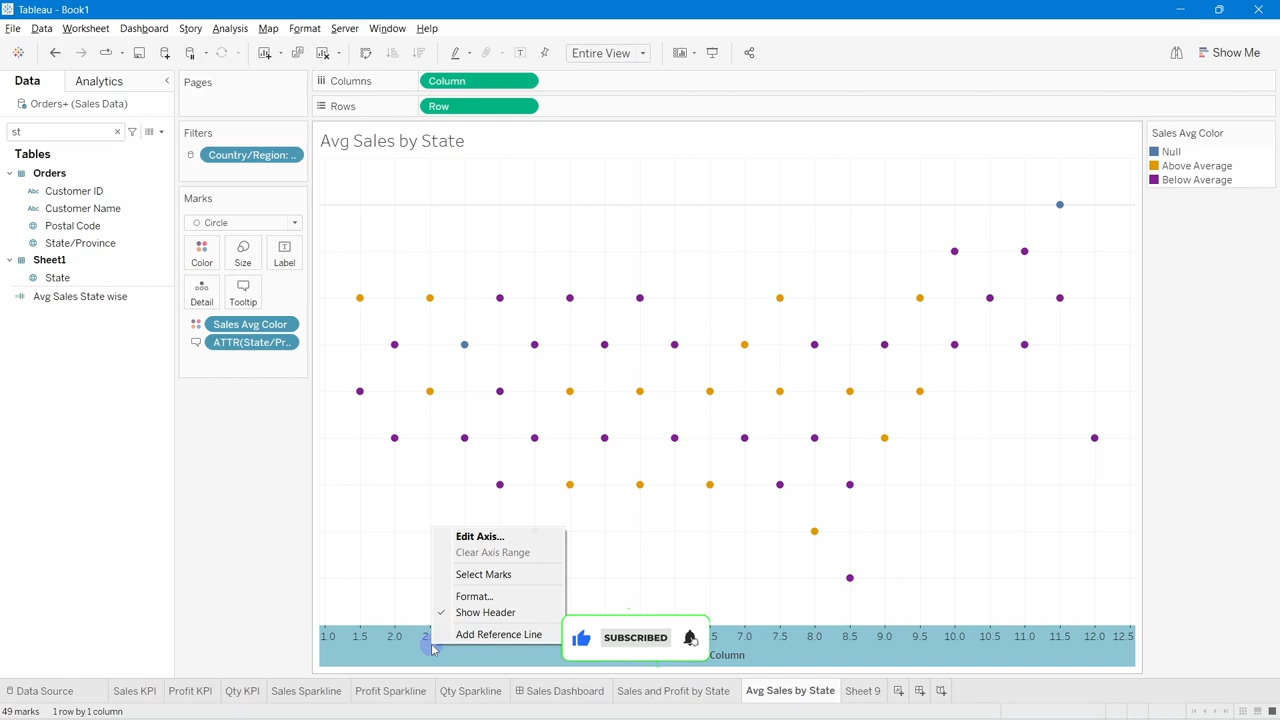 Tableau - Book1
File Data Worksheet Dashboard Story Analysis Map Format Server Window Help
Entire View
Show Me
Data Analytics
Orders+ (Sales Data)
st
Tables
Orders
Abc Customer ID
Abc Customer Name
Postal Code
State/Province
Sheet1
State
Avg Sales State wise
Pages
Filters
Country/Region: ..
Marks
Circle
Color Size Label
Detail Tooltip
Sales Avg Color
ATTR(State/Pr..
Columns Column
Rows Row
Avg Sales by State
Edit Axis...
Clear Axis Range
Select Marks
Format...
Show Header
Add Reference Line
SUBSCRIBED
1.0 1.5 2.0 2. .5 7.0 7.5 8.0 8.5 9.0 9.5 10.0 10.5 11.0 11.5 12.0 12.5
Column
Sales Avg Color
Null
Above Average
Below Average
Data Source Sales KPI Profit KPI Qty KPI Sales Sparkline Profit Sparkline Qty Sparkline Sales Dashboard Sales and Profit by State Avg Sales by State Sheet 9
49 marks 1 row by 1 column